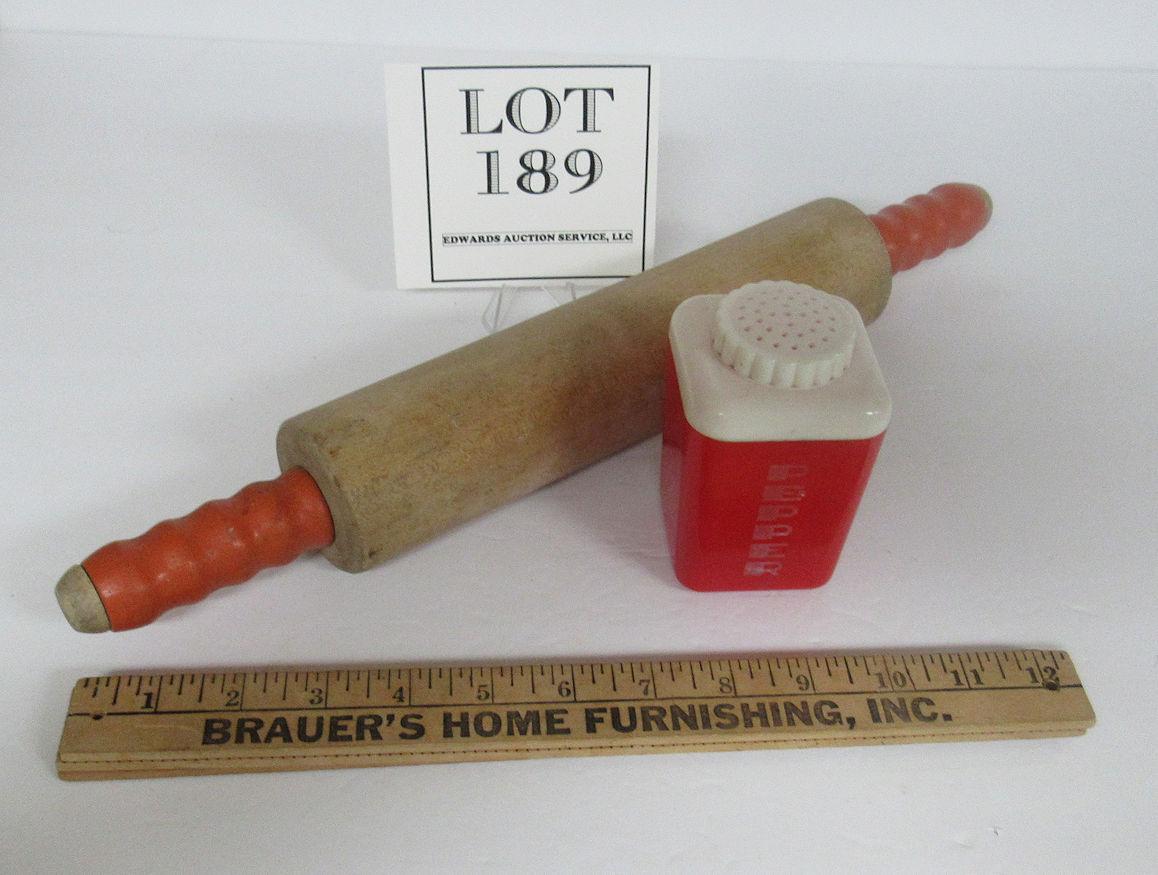 LOT
189
EDWARDS AUCTION SERVICE, LLC
PEPPER
1 2 3 4 5 6 7 8 9 10 11 12
BRAUER'S HOME FURNISHING, INC.